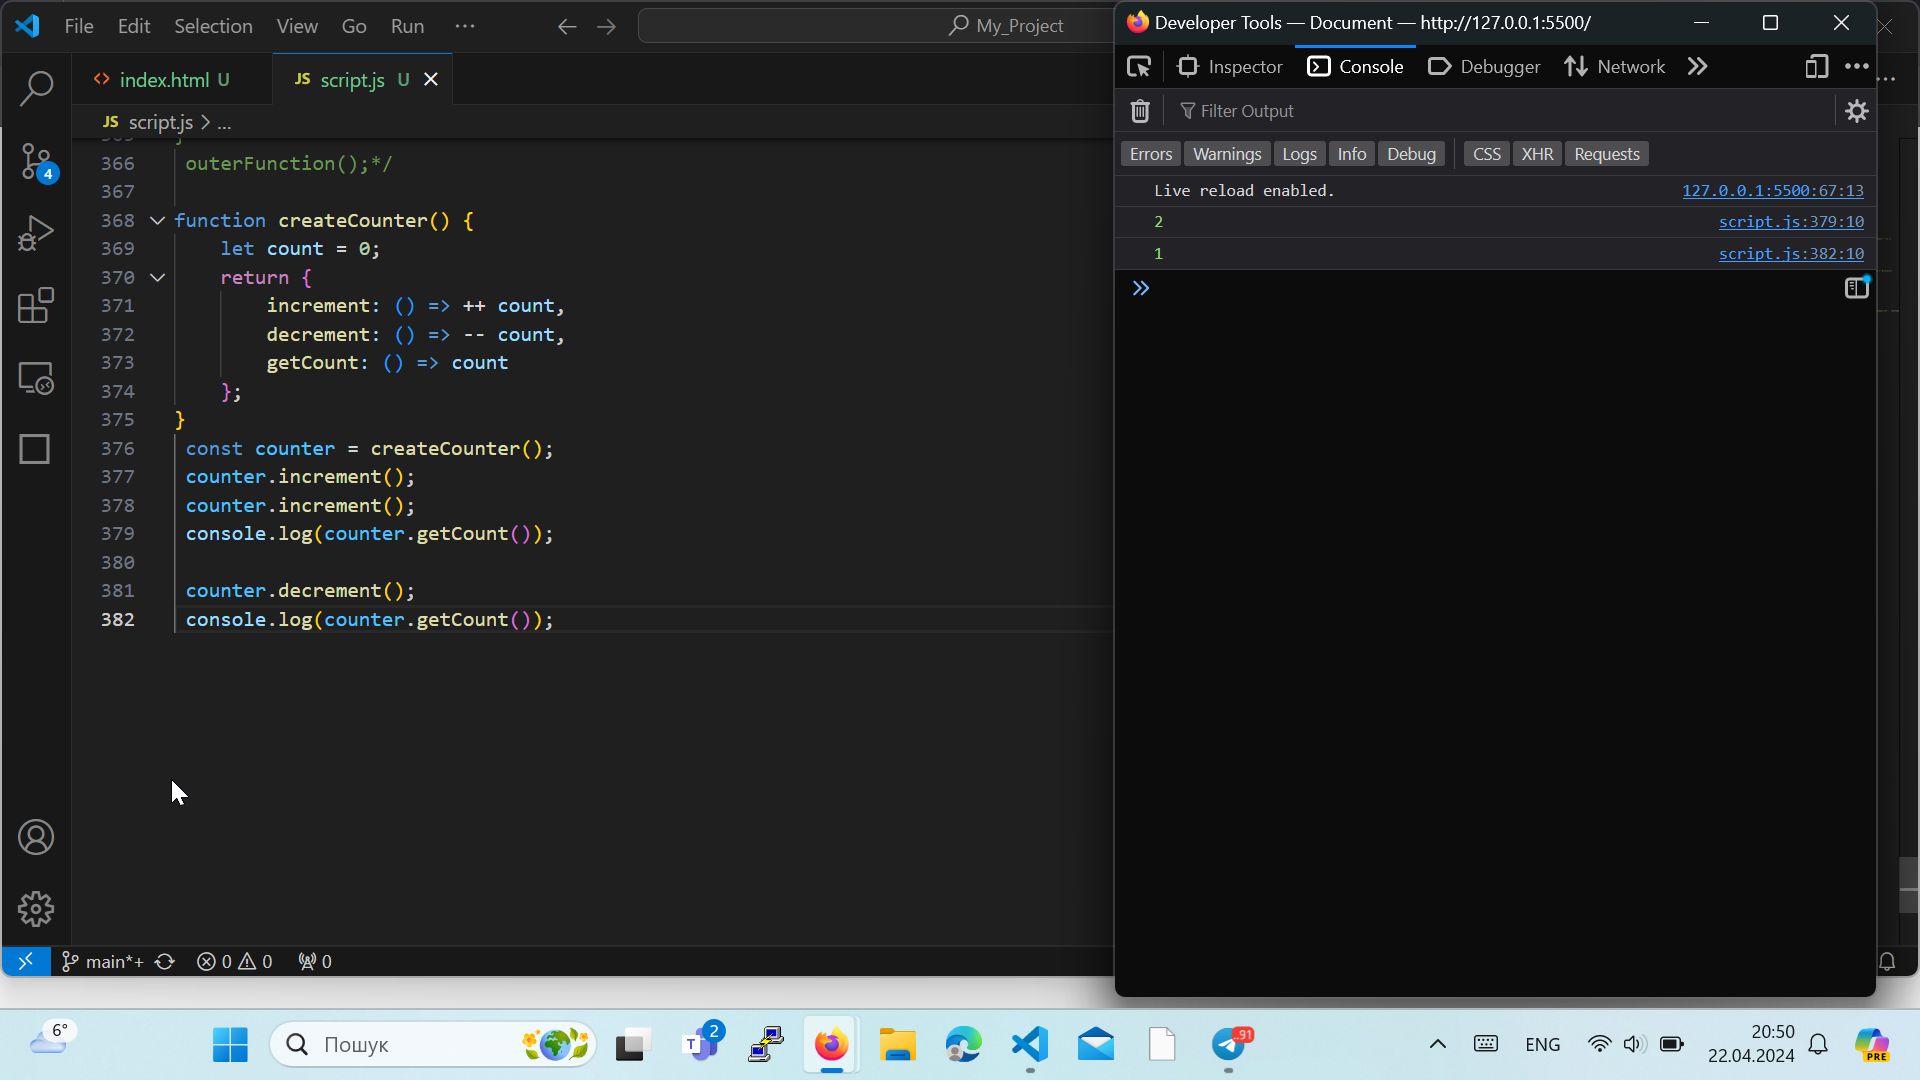 File Edit Selection View Go Run ···
My_Project
index.html U
JS script.js U
JS script.js > ...
366 outerFunction();*/
367
368 function createCounter() {
369 let count = 0;
370 return {
371 increment: () => ++ count,
372 decrement: () => -- count,
373 getCount: () => count
374 };
375 }
376 const counter = createCounter();
377 counter.increment();
378 counter.increment();
379 console.log(counter.getCount());
380
381 counter.decrement();
382 console.log(counter.getCount());
4
main*+ 0 0 0
Developer Tools — Document — http://127.0.0.1:5500/
Inspector Console Debugger Network
Filter Output
Errors Warnings Logs Info Debug CSS XHR Requests
Live reload enabled. 127.0.0.1:5500:67:13
2 script.js:379:10
1 script.js:382:10
6°
Пошук
T 2
..91
ENG
20:50
22.04.2024
PRE